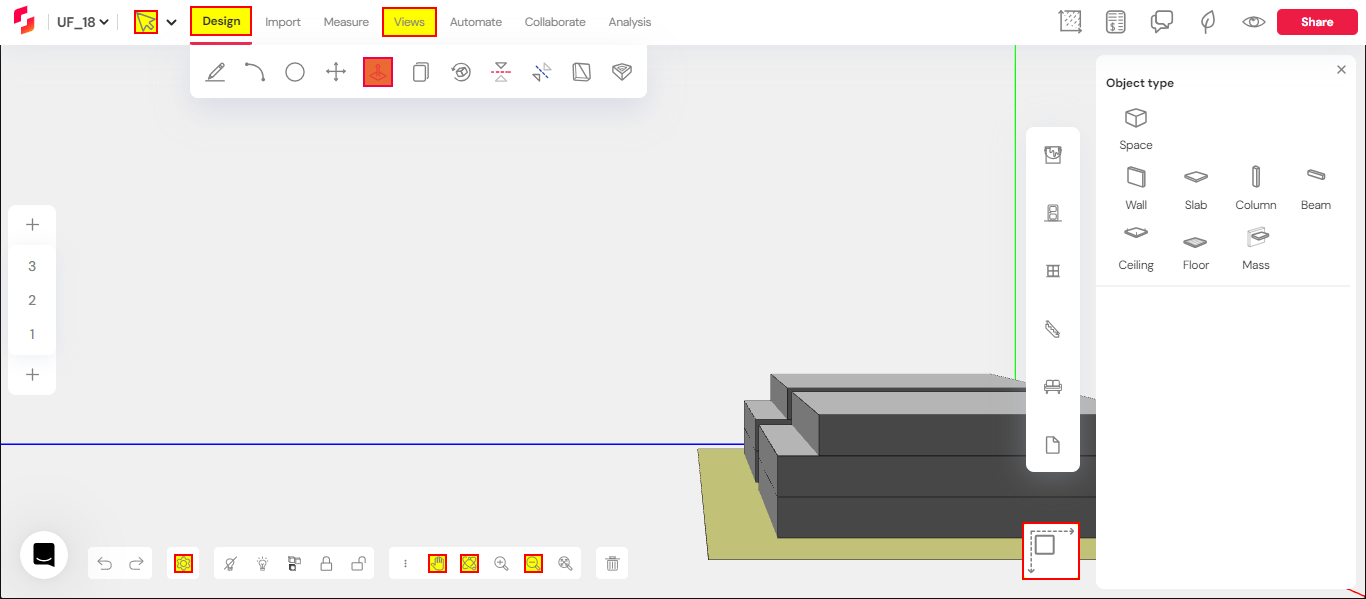 UF_18
Design
Import
Measure
Views
Automate
Collaborate
Analysis
Share
Object type
Space
Wall
Slab
Column
Beam
Ceiling
Floor
Mass
3
2
1